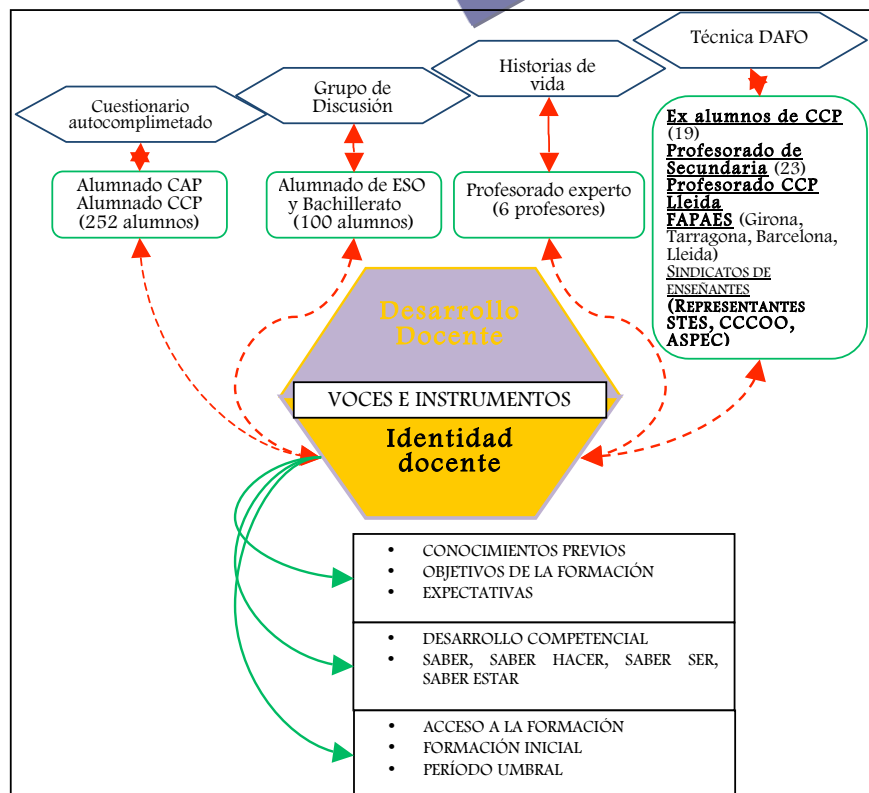 Cuestionario
autocomplimetado
Grupo de
Discusión
Historias de
vida
Técnica DAFO
Alumnado CAP
Alumnado CCP
(252 alumnos)
Alumnado de ESO
y Bachillerato
(100 alumnos)
Profesorado experto
(6 profesores)
Ex alumnos de CCP
(19)
Profesorado de
Secundaria (23)
Profesorado CCP
Lleida
FAPAES (Girona,
Tarragona, Barcelona,
Lleida)
SINDICATOS DE
ENSEÑANTES
(REPRESENTANTES
STES, CCCOO,
ASPEC)
Desarrollo
Docente
VOCES E INSTRUMENTOS
Identidad
docente
• CONOCIMIENTOS PREVIOS
• OBJETIVOS DE LA FORMACIÓN
• EXPECTATIVAS
• DESARROLLO COMPETENCIAL
• SABER, SABER HACER, SABER SER,
SABER ESTAR
• ACCESO A LA FORMACIÓN
• FORMACIÓN INICIAL
• PERÍODO UMBRAL